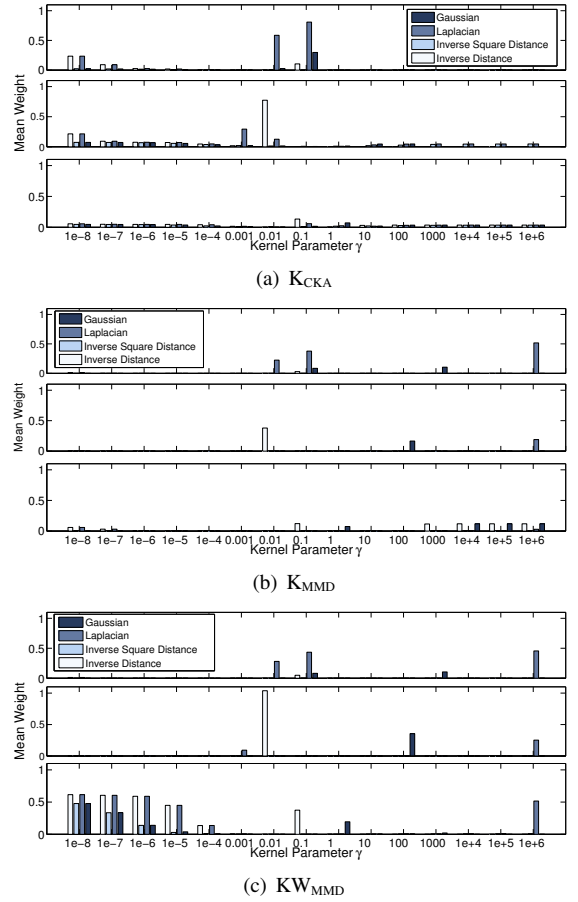 1
0.5
0
Gaussian
Laplacian
Inverse Square Distance
Inverse Distance
Mean Weight
1
0.5
0
1
0.5
0
1e-8 1e-7 1e-6 1e-5 1e-4 0.001 0.01 0.1 1 10 100 1000 1e+4 1e+5 1e+6
Kernel Parameter γ
(a) K_CKA
1
0.5
0
Gaussian
Laplacian
Inverse Square Distance
Inverse Distance
Mean Weight
1
0.5
0
1
0.5
0
1e-8 1e-7 1e-6 1e-5 1e-4 0.001 0.01 0.1 1 10 100 1000 1e+4 1e+5 1e+6
Kernel Parameter γ
(b) K_MMD
1
0.5
0
Gaussian
Laplacian
Inverse Square Distance
Inverse Distance
Mean Weight
1
0.5
0
1
0.5
0
1e-8 1e-7 1e-6 1e-5 1e-4 0.001 0.01 0.1 1 10 100 1000 1e+4 1e+5 1e+6
Kernel Parameter γ
(c) KW_MMD